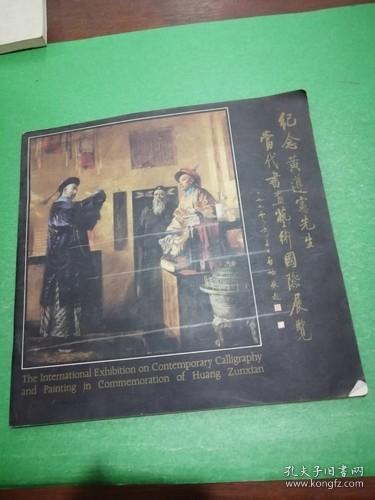 紀念黃遵憲先生
當代書畫藝術國際展覽
The International Exhibition on Contemporary Calligraphy
and Painting in Commemoration of Huang Zunxian
孔夫子旧书网
www.kongfz.com